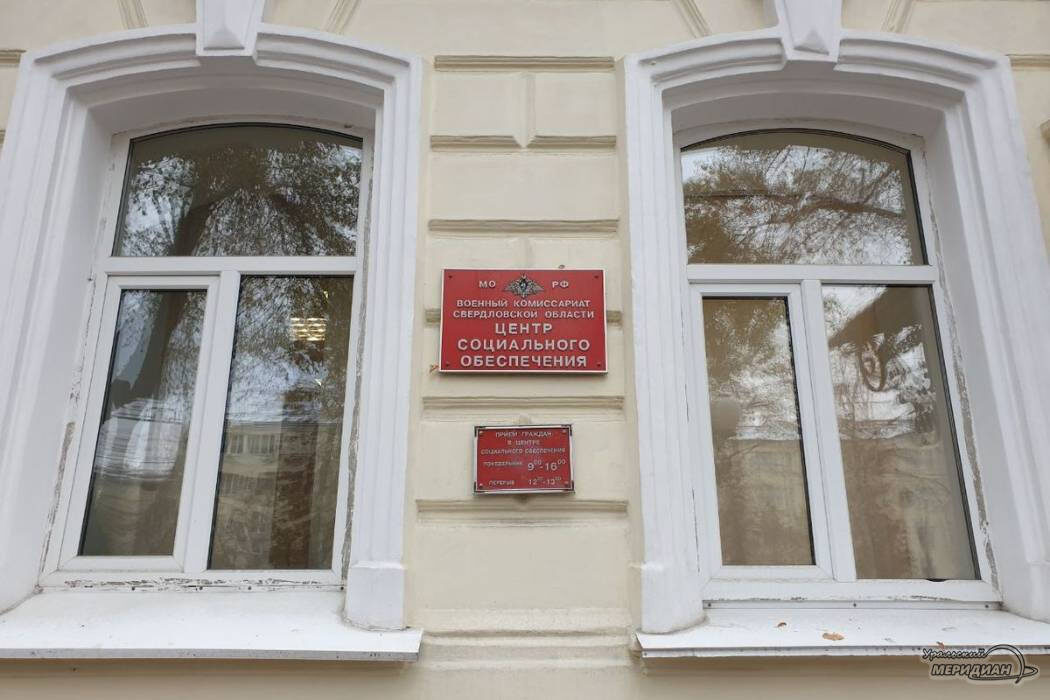 МО РФ
ВОЕННЫЙ КОМИССАРИАТ
СВЕРДЛОВСКОЙ ОБЛАСТИ
ЦЕНТР
СОЦИАЛЬНОГО
ОБЕСПЕЧЕНИЯ
ПРИЕМ ГРАЖДАН
В ЦЕНТРЕ
СОЦИАЛЬНОГО ОБЕСПЕЧЕНИЯ
ПОНЕДЕЛЬНИК 900-1600
ПЕРЕРЫВ 1200-1300
Уральский
МЕРИДИАН